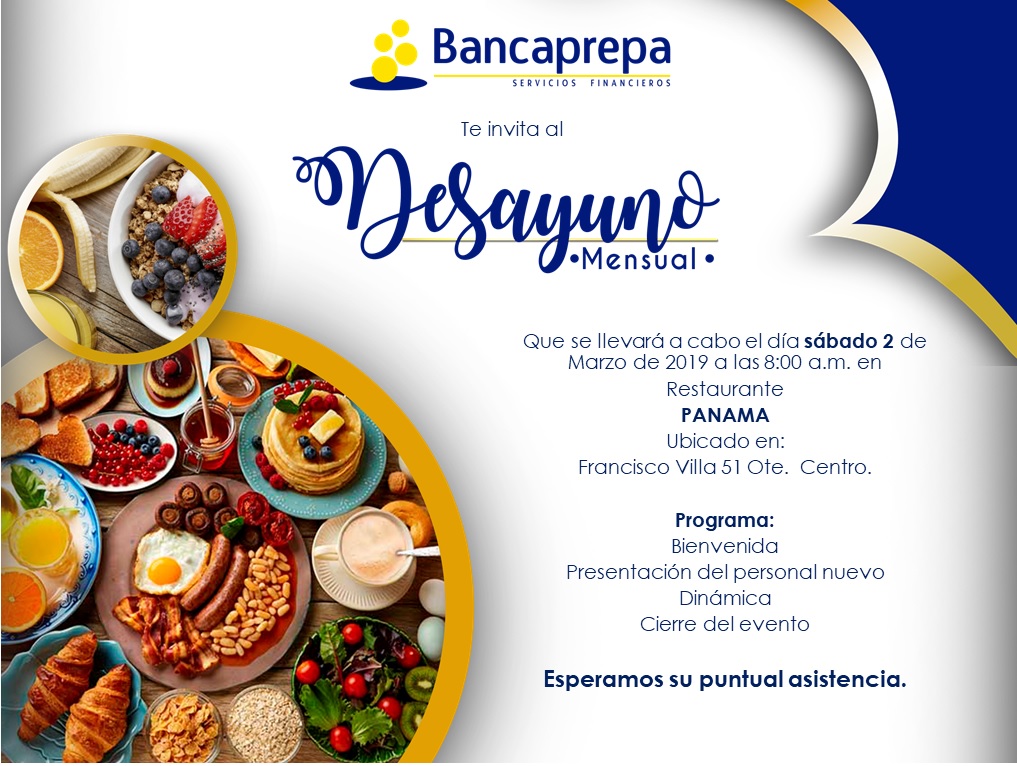 Bancaprepa
SERVICIOS FINANCIEROS
Te invita al
Desayuno
•Mensual•
Que se llevará a cabo el día sábado 2 de
Marzo de 2019 a las 8:00 a.m. en
Restaurante
PANAMA
Ubicado en:
Francisco Villa 51 Ote. Centro.
Programa:
Bienvenida
Presentación del personal nuevo
Dinámica
Cierre del evento
Esperamos su puntual asistencia.